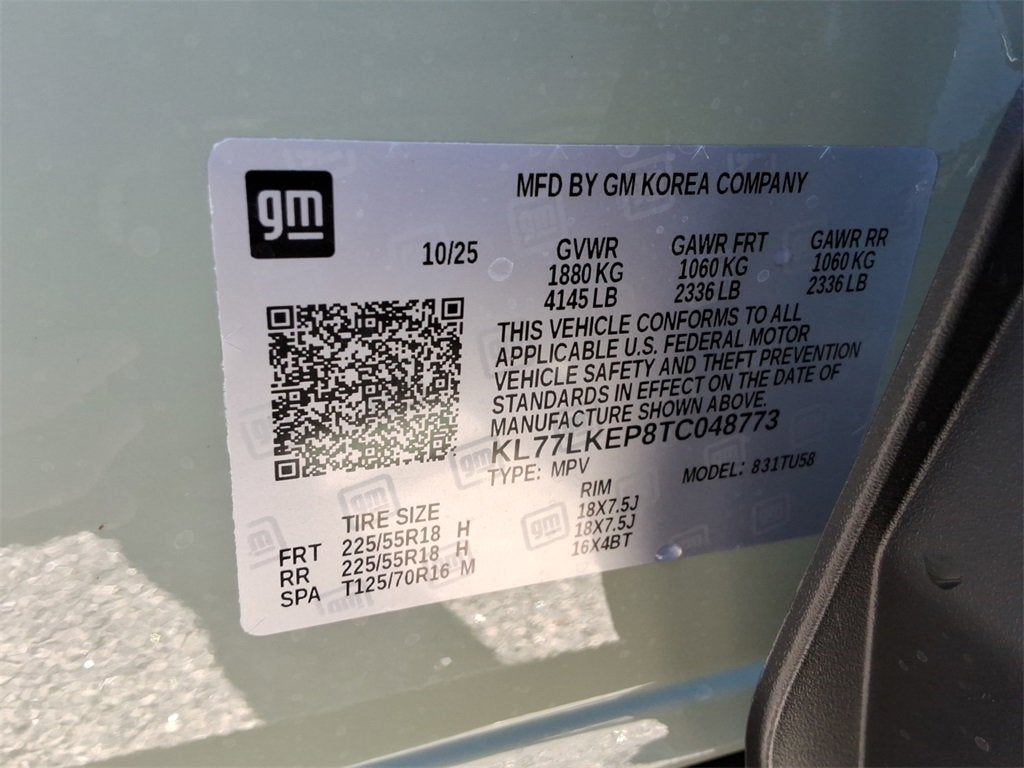 gm
MFD BY GM KOREA COMPANY
10/25
GVWR GAWR FRT GAWR RR
1880 KG 1060 KG 1060 KG
4145 LB 2336 LB 2336 LB
THIS VEHICLE CONFORMS TO ALL
APPLICABLE U.S. FEDERAL MOTOR
VEHICLE SAFETY AND THEFT PREVENTION
STANDARDS IN EFFECT ON THE DATE OF
MANUFACTURE SHOWN ABOVE.
KL77LKEP8TC048773
TYPE: MPV MODEL: 831TU58
TIRE SIZE RIM
FRT 225/55R18 H 18X7.5J
RR 225/55R18 H 18X7.5J
SPA T125/70R16 M 16X4BT